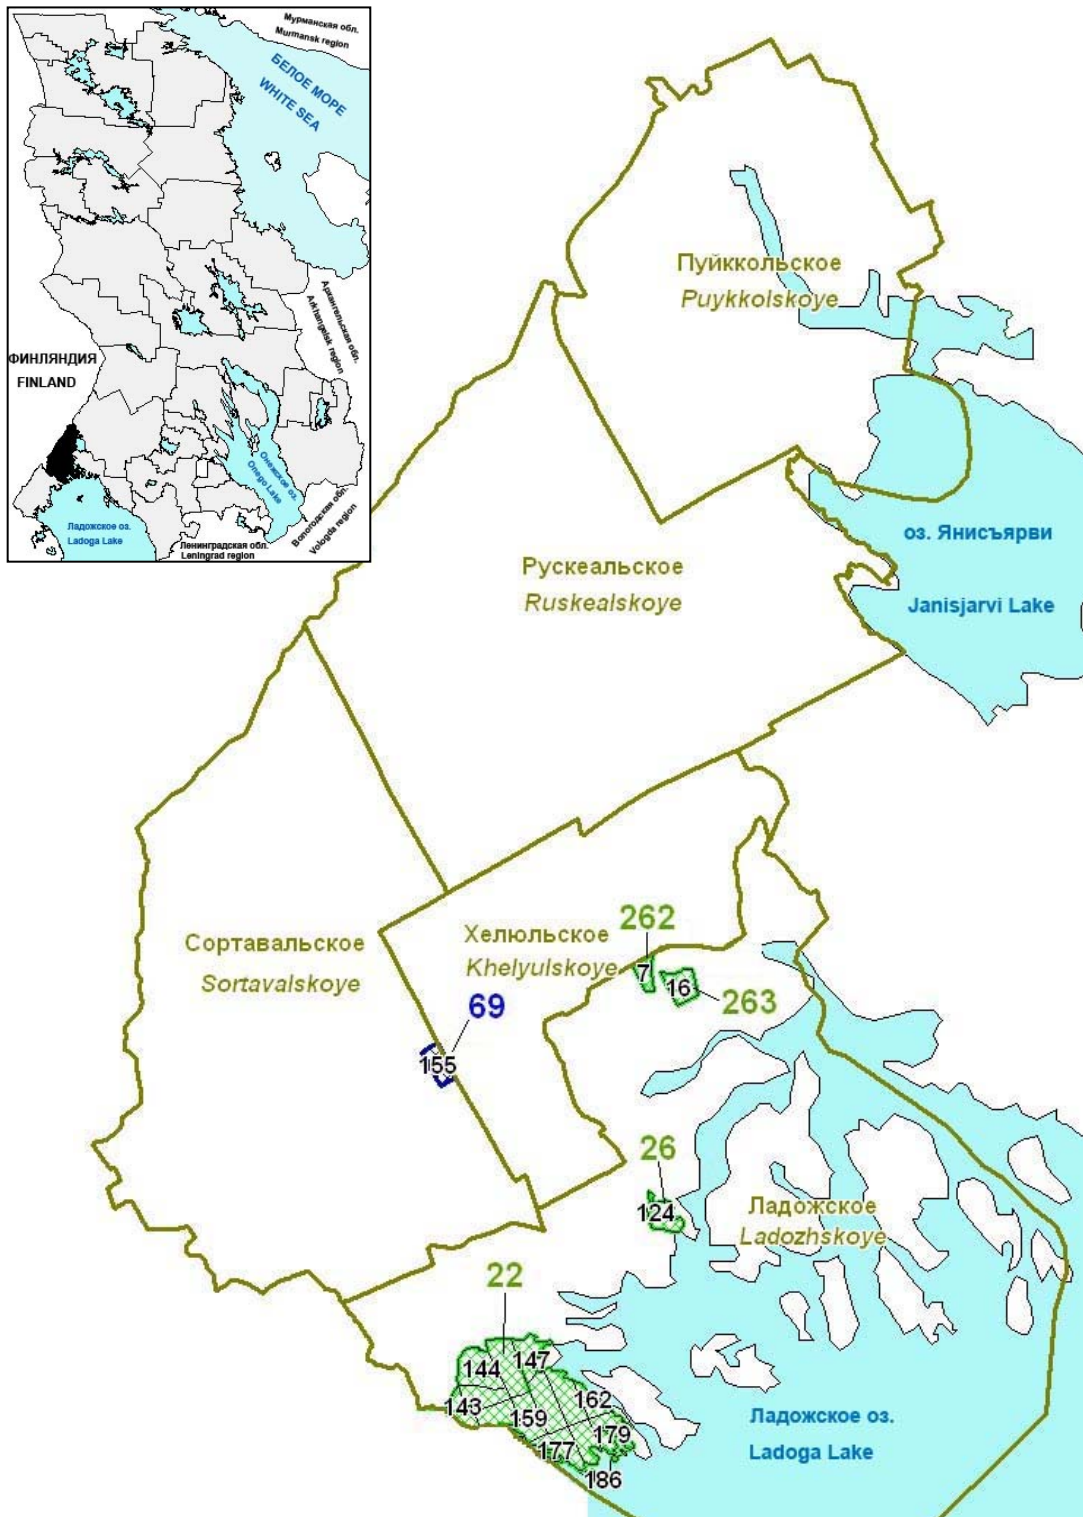 Мурманская обл.
Murmansk region
БЕЛОЕ МОРЕ
WHITE SEA
Архангельская обл.
Arkhangelsk region
ФИНЛЯНДИЯ
FINLAND
Онежское оз.
Onego Lake
Вологодская обл.
Vologda region
Ладожское оз.
Ladoga Lake
Ленинградская обл.
Leningrad region
Пуйккольское
Puykkolskoye
оз. Янисъярви
Janisjarvi Lake
Рускеальское
Ruskealskoye
262
Сортавальское
Sortavalskoye
Хелюльское
Khelyulskoye
7
16
263
69
155
26
124
Ладожское
Ladozhskoye
22
144
147
143
159
162
177
179
186
Ладожское оз.
Ladoga Lake